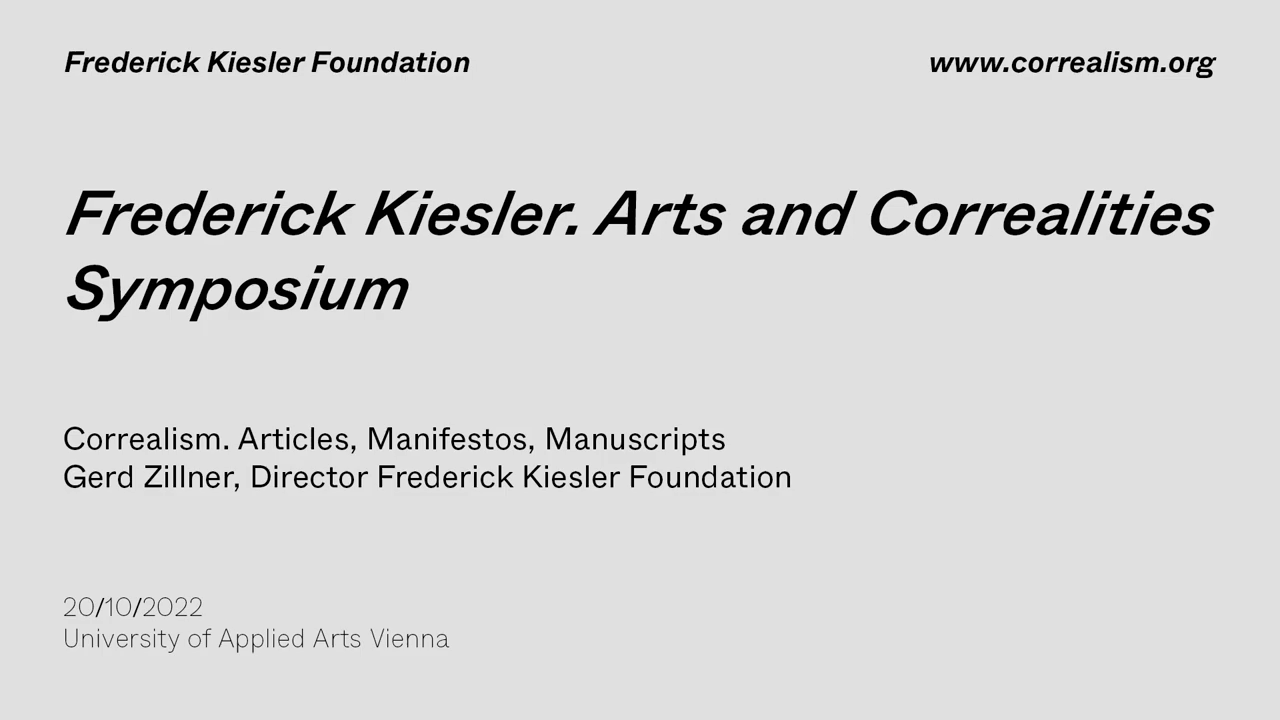 Frederick Kiesler Foundation
www.correalism.org
Frederick Kiesler. Arts and Correalities
Symposium
Correalism. Articles, Manifestos, Manuscripts
Gerd Zillner, Director Frederick Kiesler Foundation
20/10/2022
University of Applied Arts Vienna